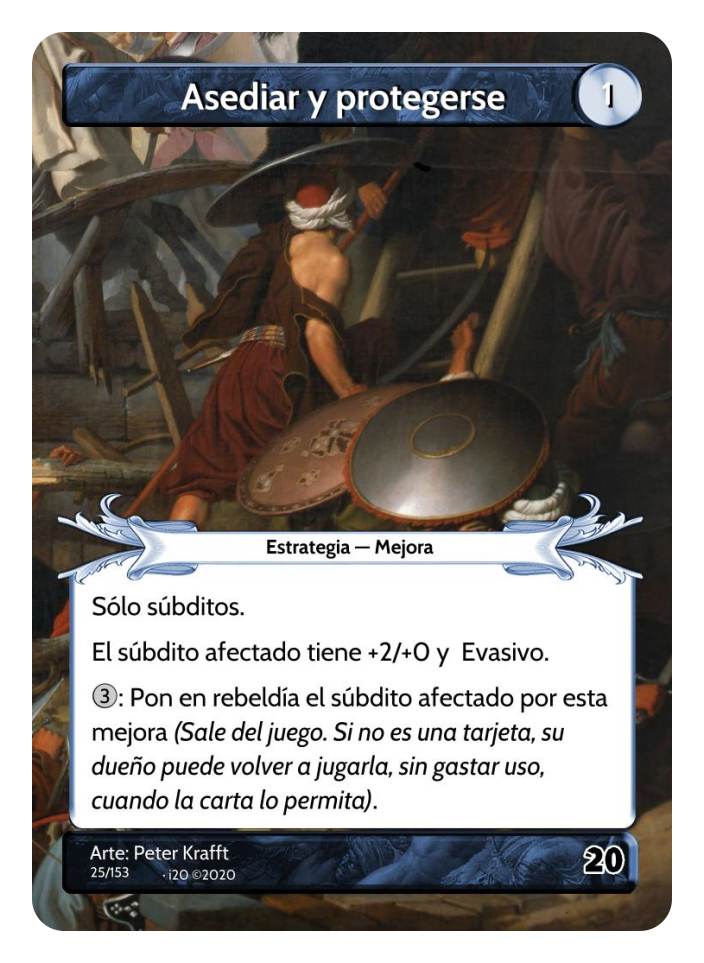 Asediar y protegerse
1
Estrategia — Mejora
Sólo súbditos.
El súbdito afectado tiene +2/+0 y Evasivo.
③: Pon en rebeldía el súbdito afectado por esta
mejora (Sale del juego. Si no es una tarjeta, su
dueño puede volver a jugarla, sin gastar uso,
cuando la carta lo permita).
Arte: Peter Krafft
25/153 · i20 ©2020
20